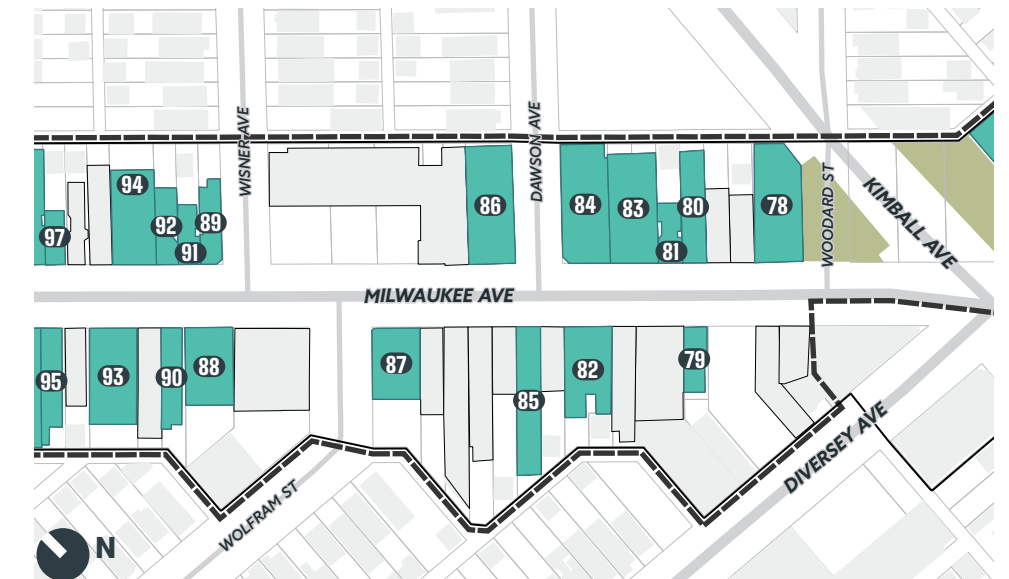 WISNER AVE
DAWSON AVE
WOODARD ST
KIMBALL AVE
94
92
89
97
91
86
84
83
80
81
78
MILWAUKEE AVE
95
93
90
88
87
85
82
79
WOLFRAM ST
DIVERSEY AVE
N